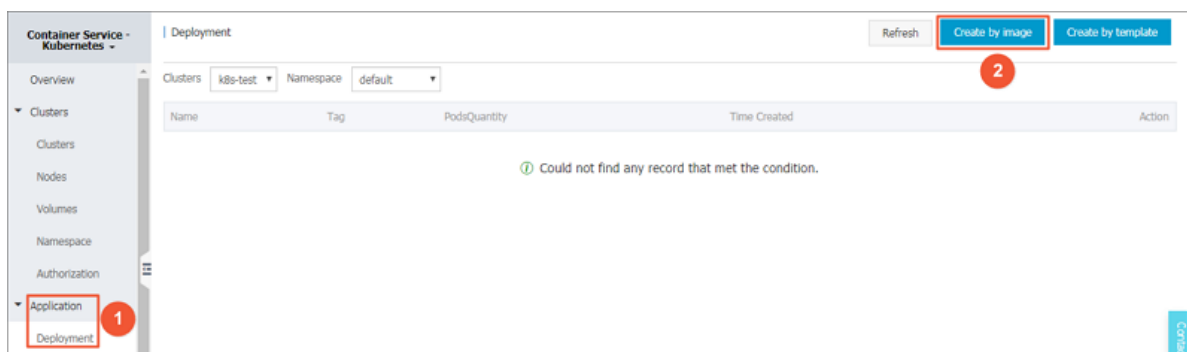 Container Service -
Kubernetes
Deployment
Refresh
Create by image
Create by template
Overview
Clusters
k8s-test
Namespace
default
2
Clusters
Name
Tag
PodsQuantity
Time Created
Action
Clusters
Could not find any record that met the condition.
Nodes
Volumes
Namespace
Authorization
Application
1
Deployment